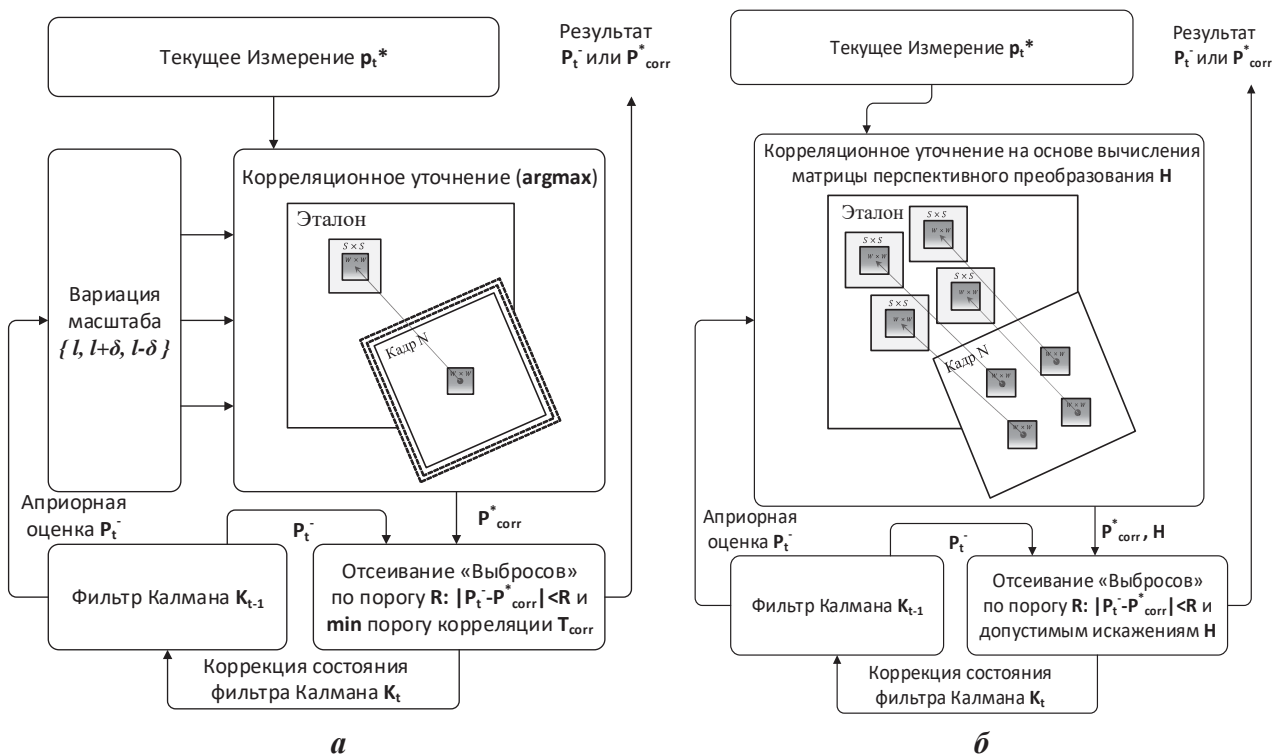 Текущее Измерение pt*
Результат
Pt- или P*corr
Вариация
масштаба
{ l, l+δ, l-δ }
Корреляционное уточнение (argmax)
Эталон
S × S
W × W
Кадр N
W × W
Априорная
оценка Pt-
Pt-
P*corr
Фильтр Калмана Kt-1
Отсеивание «Выбросов»
по порогу R: |Pt--P*corr|<R и
min порогу корреляции Tcorr
Коррекция состояния
фильтра Калмана Kt
а
Текущее Измерение pt*
Результат
Pt- или P*corr
Корреляционное уточнение на основе вычисления
матрицы перспективного преобразования H
Эталон
S × S
W × W
S × S
W × W
S × S
W × W
S × S
W × W
Кадр N
W × W
W × W
W × W
W × W
Априорная
оценка Pt-
Pt-
P*corr, H
Фильтр Калмана Kt-1
Отсеивание «Выбросов»
по порогу R: |Pt--P*corr|<R и
допустимым искажениям H
Коррекция состояния
фильтра Калмана Kt
б